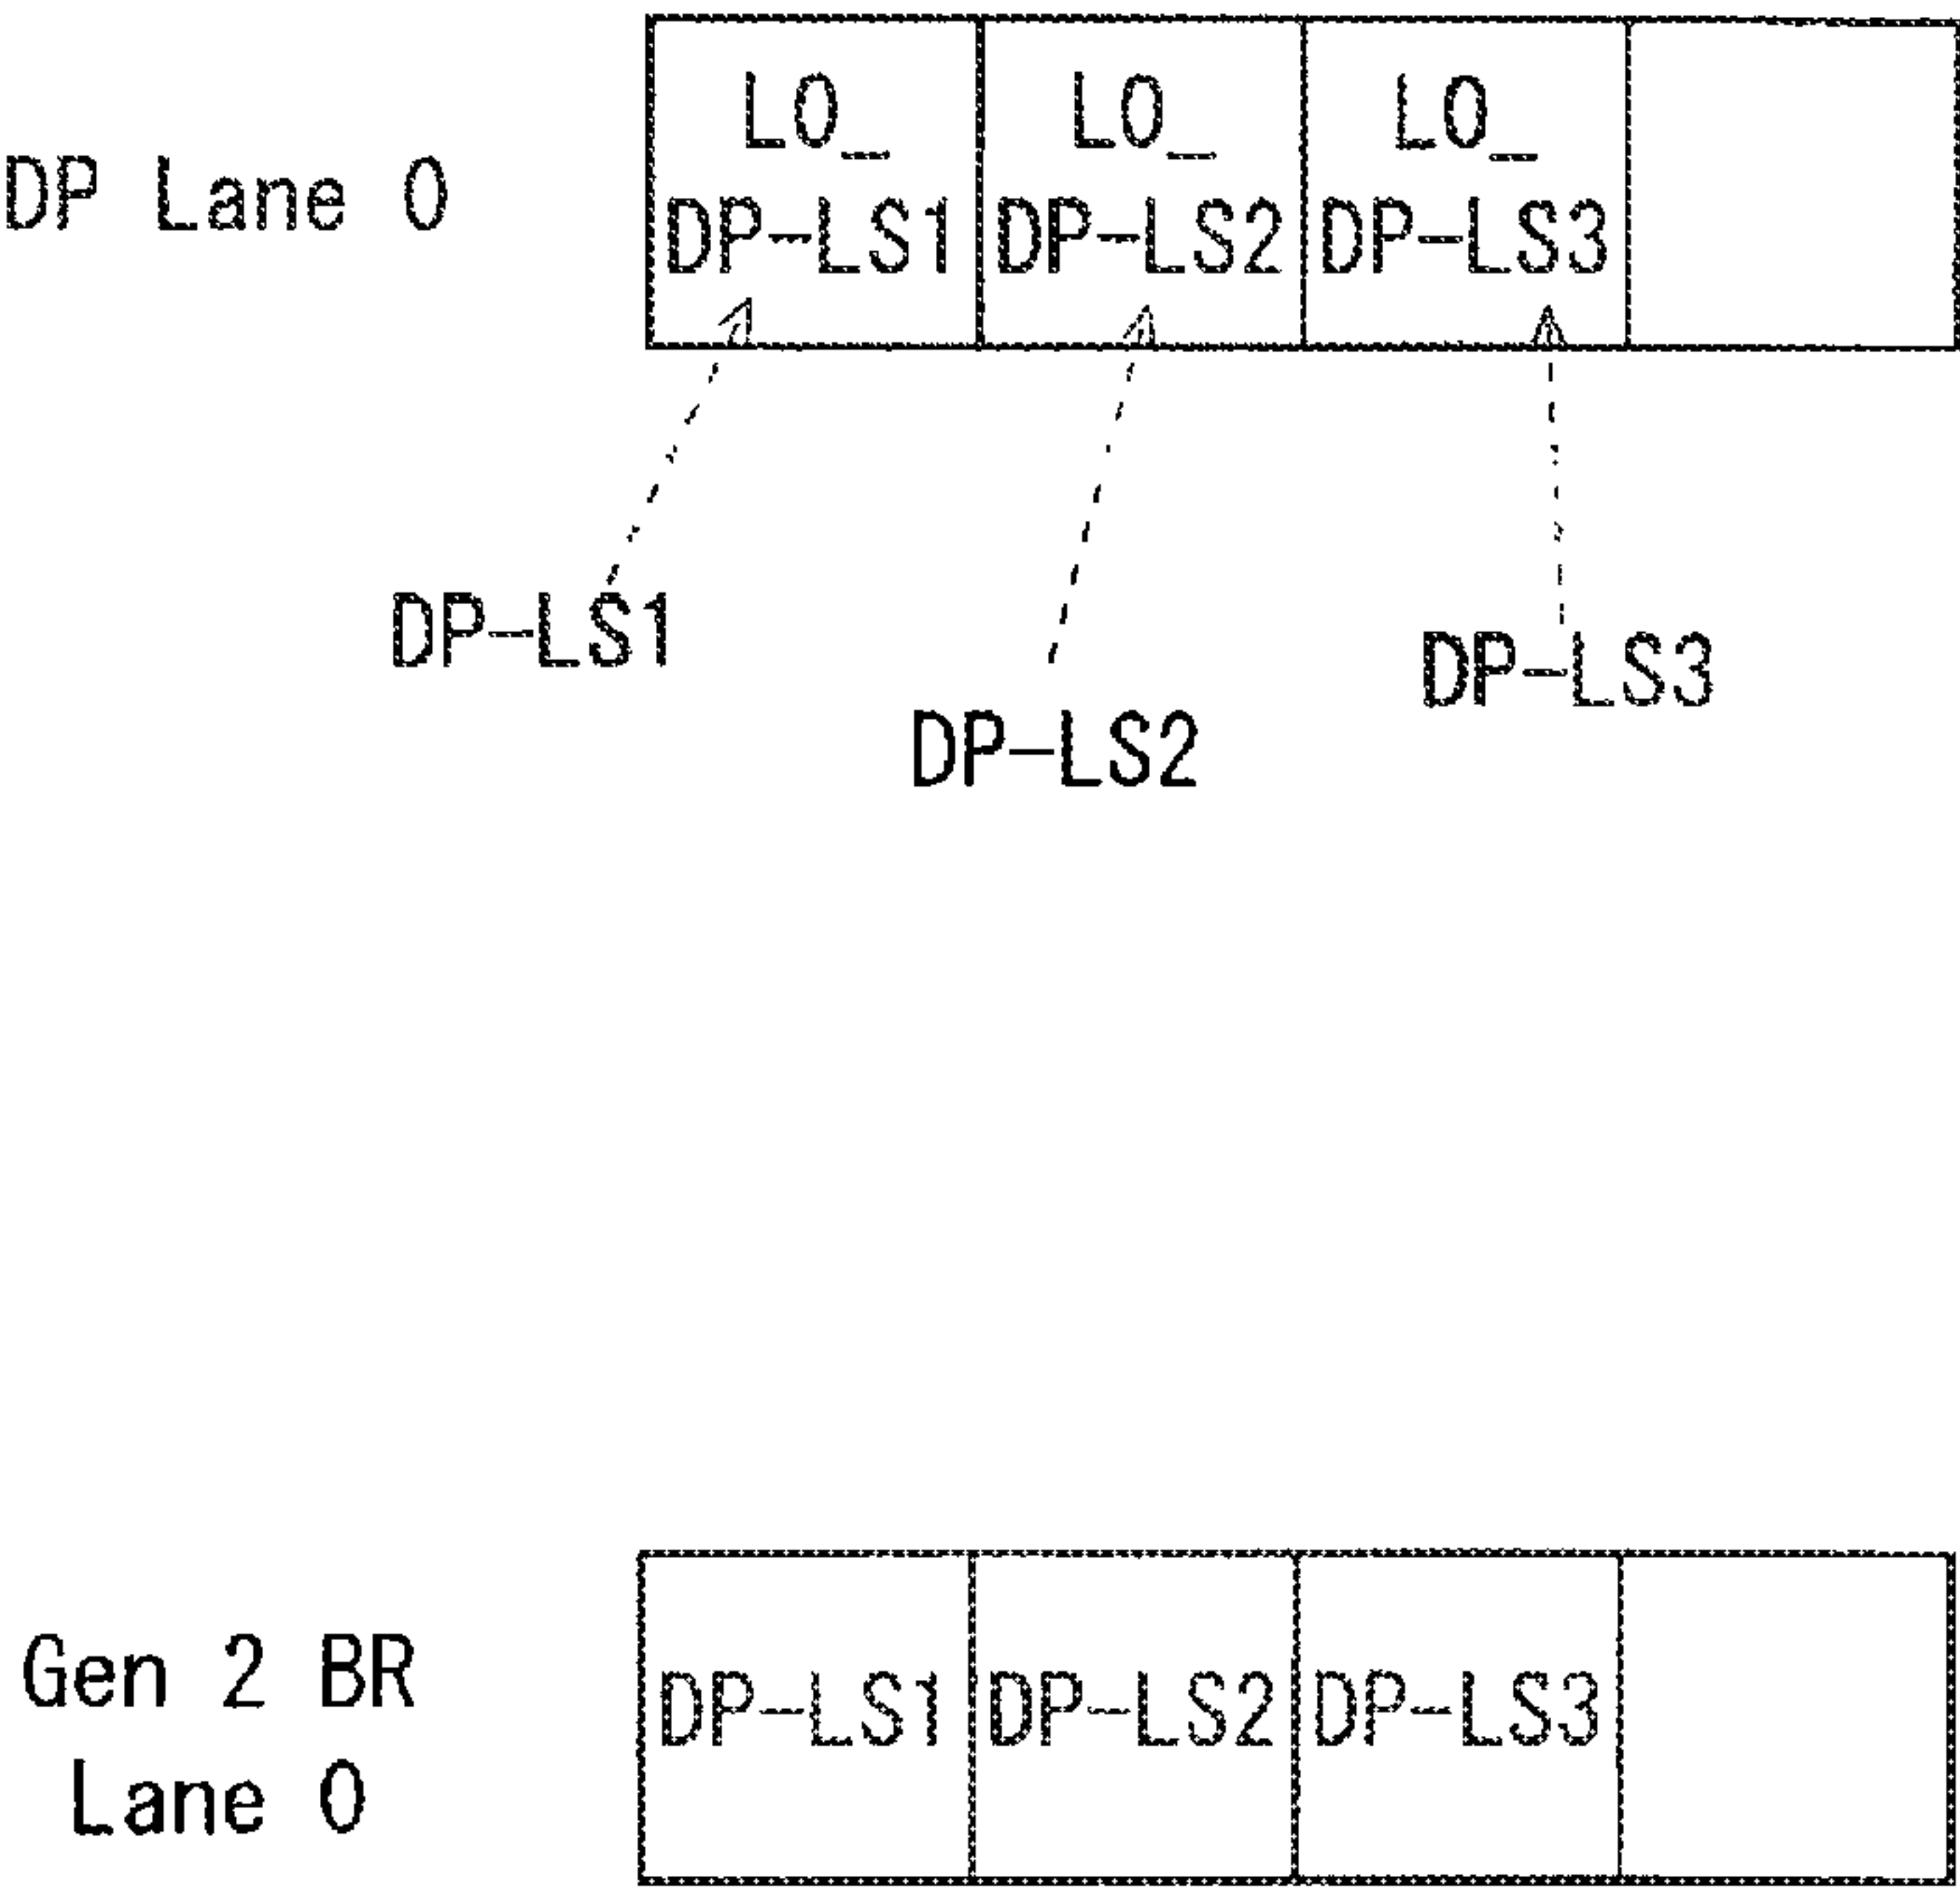 L0_ L0_ L0_
DP Lane 0
DP-LS1 DP-LS2 DP-LS3
DP-LS1
DP-LS3
DP-LS2
Gen 2 BR
DP-LS1 DP-LS2 DP-LS3
Lane 0